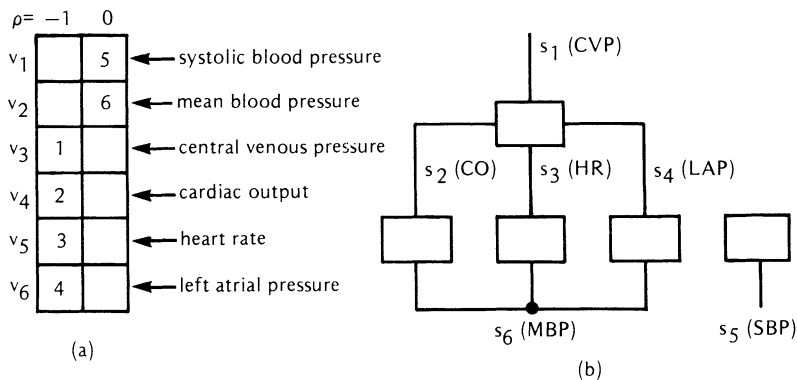 ρ= −1 0
v1 5 systolic blood pressure
v2 6 mean blood pressure
v3 1 central venous pressure
v4 2 cardiac output
v5 3 heart rate
v6 4 left atrial pressure
(a)
s1 (CVP)
s2 (CO) s3 (HR) s4 (LAP)
s6 (MBP) s5 (SBP)
(b)